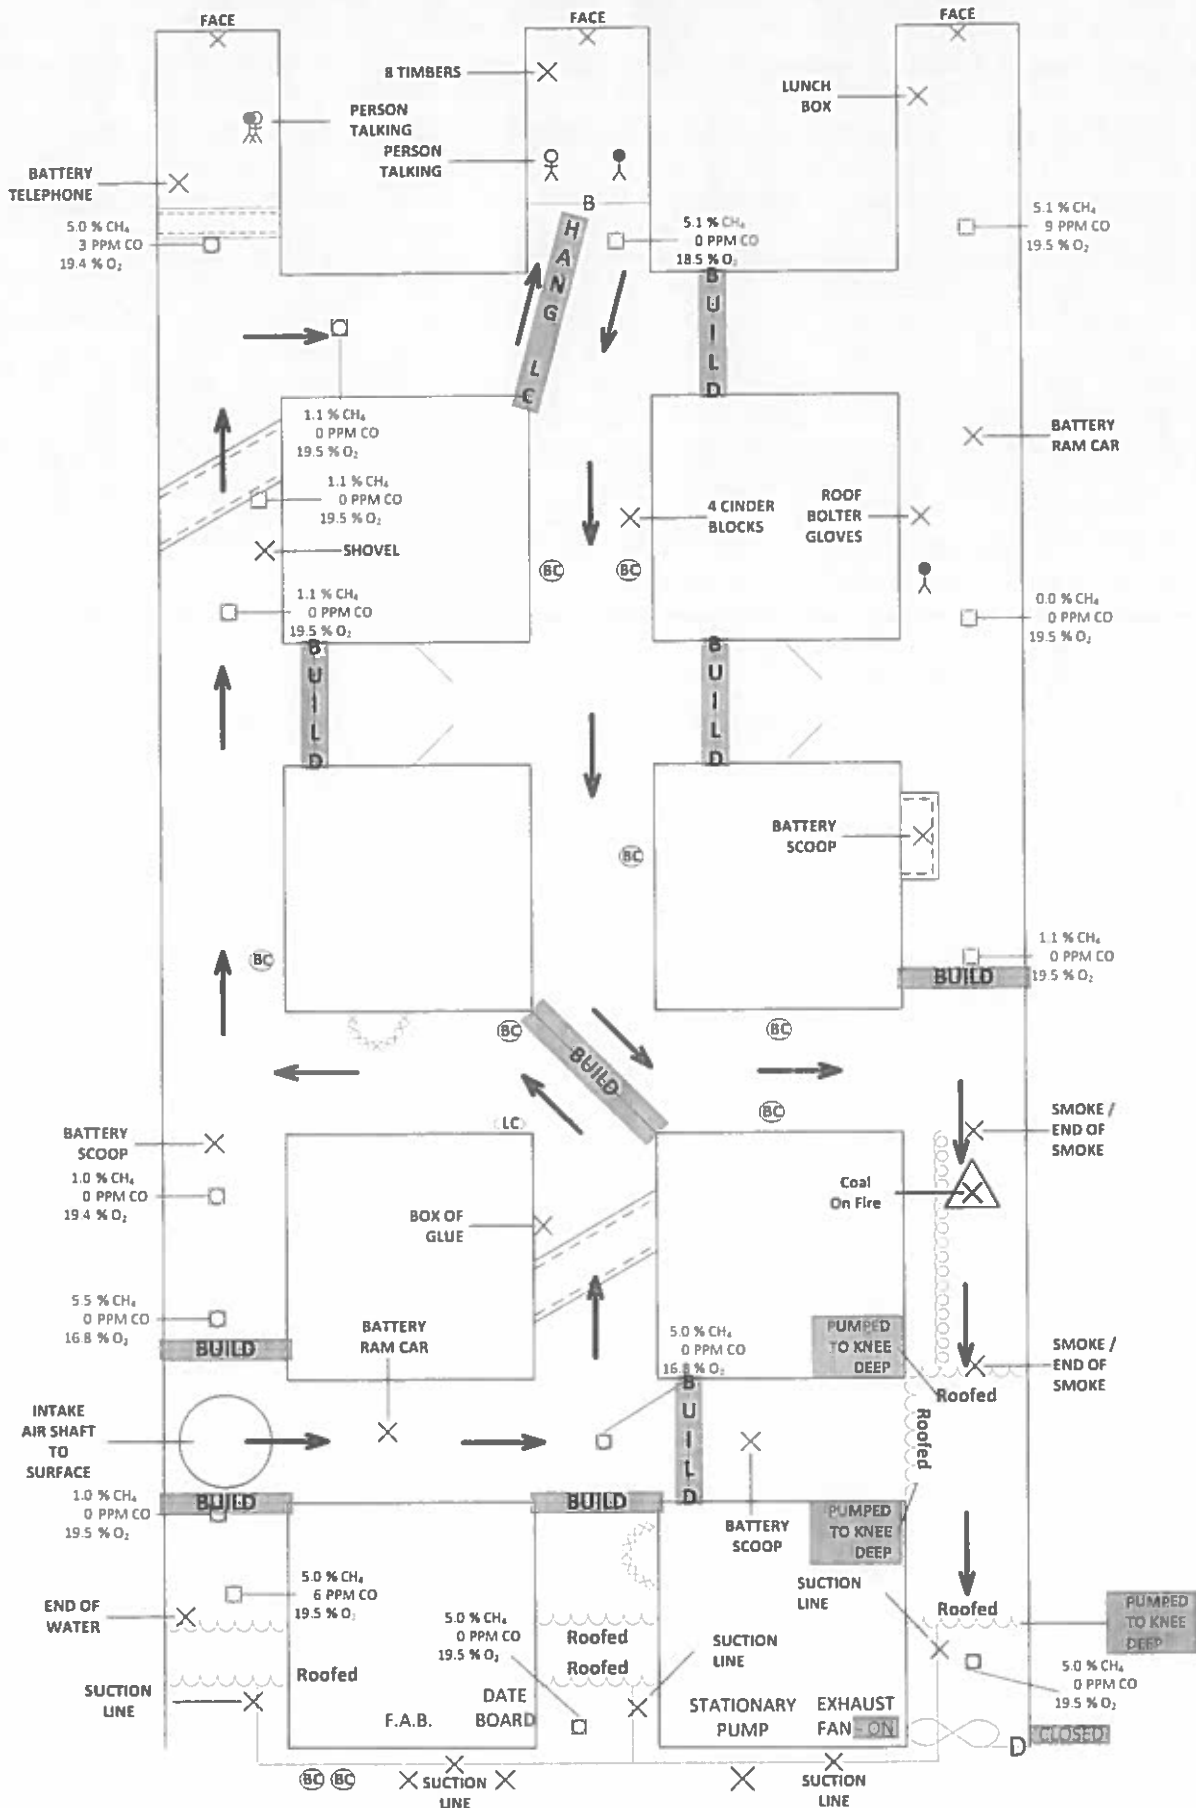 FACE
FACE
FACE
8 TIMBERS
LUNCH
BOX
PERSON
TALKING
PERSON
TALKING
BATTERY
TELEPHONE
B
5.0 % CH₄
3 PPM CO
19.4 % O₂
5.1 % CH₄
0 PPM CO
18.5 % O₂
5.1 % CH₄
9 PPM CO
19.5 % O₂
HANG LC
BUILD
1.1 % CH₄
0 PPM CO
19.5 % O₂
BATTERY
RAM CAR
1.1 % CH₄
0 PPM CO
19.5 % O₂
4 CINDER
BLOCKS
ROOF
BOLTER
GLOVES
SHOVEL
BC
BC
1.1 % CH₄
0 PPM CO
19.5 % O₂
0.0 % CH₄
0 PPM CO
19.5 % O₂
BUILD
BUILD
BATTERY
SCOOP
BC
BC
1.1 % CH₄
0 PPM CO
19.5 % O₂
BUILD
BC
BC
BUILD
BC
LC
BATTERY
SCOOP
SMOKE /
END OF
SMOKE
1.0 % CH₄
0 PPM CO
19.4 % O₂
Coal
On Fire
BOX OF
GLUE
5.5 % CH₄
0 PPM CO
16.8 % O₂
BUILD
BATTERY
RAM CAR
5.0 % CH₄
0 PPM CO
16.8 % O₂
PUMPED
TO KNEE
DEEP
SMOKE /
END OF
SMOKE
Roofed
Roofed
BUILD
INTAKE
AIR SHAFT
TO
SURFACE
1.0 % CH₄
0 PPM CO
19.5 % O₂
BUILD
BUILD
BATTERY
SCOOP
PUMPED
TO KNEE
DEEP
SUCTION
LINE
5.0 % CH₄
6 PPM CO
19.5 % O₂
END OF
WATER
5.0 % CH₄
0 PPM CO
19.5 % O₂
Roofed
Roofed
Roofed
PUMPED
TO KNEE
DEEP
SUCTION
LINE
Roofed
SUCTION
LINE
5.0 % CH₄
0 PPM CO
19.5 % O₂
F.A.B.
DATE
BOARD
STATIONARY
PUMP
EXHAUST
FAN - ON
D
CLOSED
BC
BC
SUCTION
LINE
SUCTION
LINE